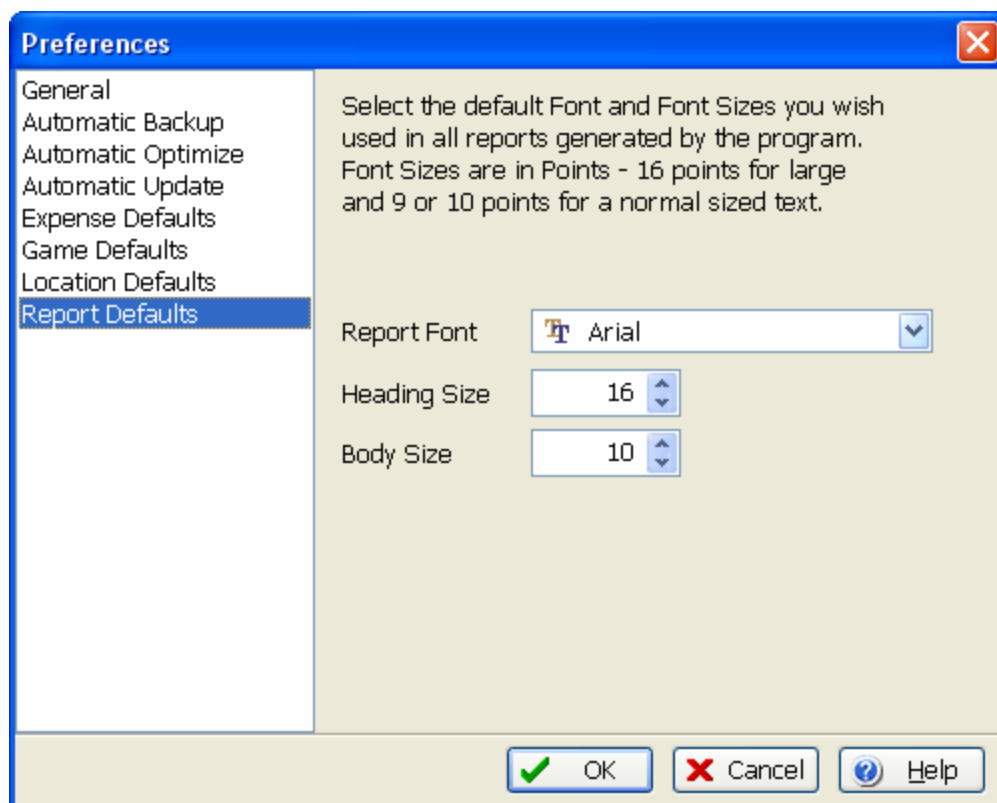 Preferences
General
Automatic Backup
Automatic Optimize
Automatic Update
Expense Defaults
Game Defaults
Location Defaults
Report Defaults
Select the default Font and Font Sizes you wish
used in all reports generated by the program.
Font Sizes are in Points - 16 points for large
and 9 or 10 points for a normal sized text.
Report Font
Arial
Heading Size
16
Body Size
10
OK
Cancel
Help